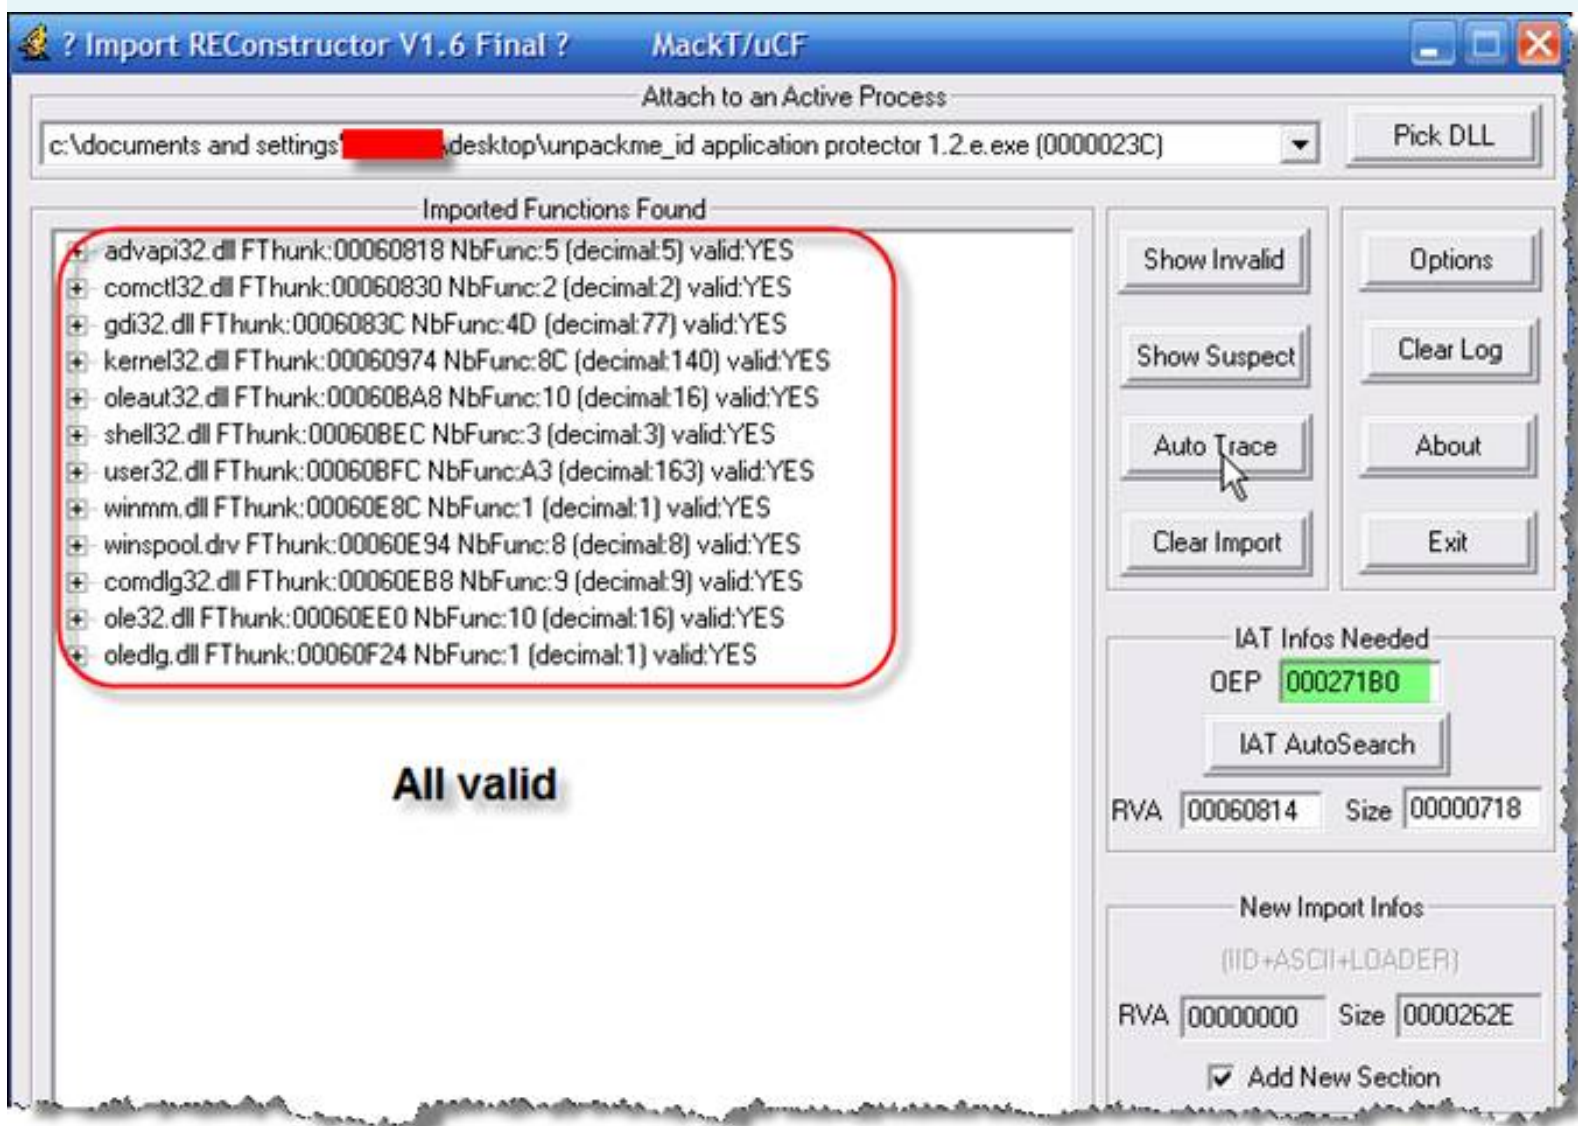 ? Import REConstructor V1.6 Final ? MackT/uCF
Attach to an Active Process
c:\documents and settings\ \desktop\unpackme_id application protector 1.2.e.exe (0000023C)
Pick DLL
Imported Functions Found
advapi32.dll FThunk:00060818 NbFunc:5 (decimal:5) valid:YES
comctl32.dll FThunk:00060830 NbFunc:2 (decimal:2) valid:YES
gdi32.dll FThunk:0006083C NbFunc:4D (decimal:77) valid:YES
kernel32.dll FThunk:00060974 NbFunc:8C (decimal:140) valid:YES
oleaut32.dll FThunk:00060BA8 NbFunc:10 (decimal:16) valid:YES
shell32.dll FThunk:00060BEC NbFunc:3 (decimal:3) valid:YES
user32.dll FThunk:00060BFC NbFunc:A3 (decimal:163) valid:YES
winmm.dll FThunk:00060E8C NbFunc:1 (decimal:1) valid:YES
winspool.drv FThunk:00060E94 NbFunc:8 (decimal:8) valid:YES
comdlg32.dll FThunk:00060EB8 NbFunc:9 (decimal:9) valid:YES
ole32.dll FThunk:00060EE0 NbFunc:10 (decimal:16) valid:YES
oledlg.dll FThunk:00060F24 NbFunc:1 (decimal:1) valid:YES
All valid
Show Invalid
Options
Show Suspect
Clear Log
Auto Trace
About
Clear Import
Exit
IAT Infos Needed
OEP 000271B0
IAT AutoSearch
RVA 00060814 Size 00000718
New Import Infos
(IID+ASCII+LOADER)
RVA 00000000 Size 0000262E
Add New Section